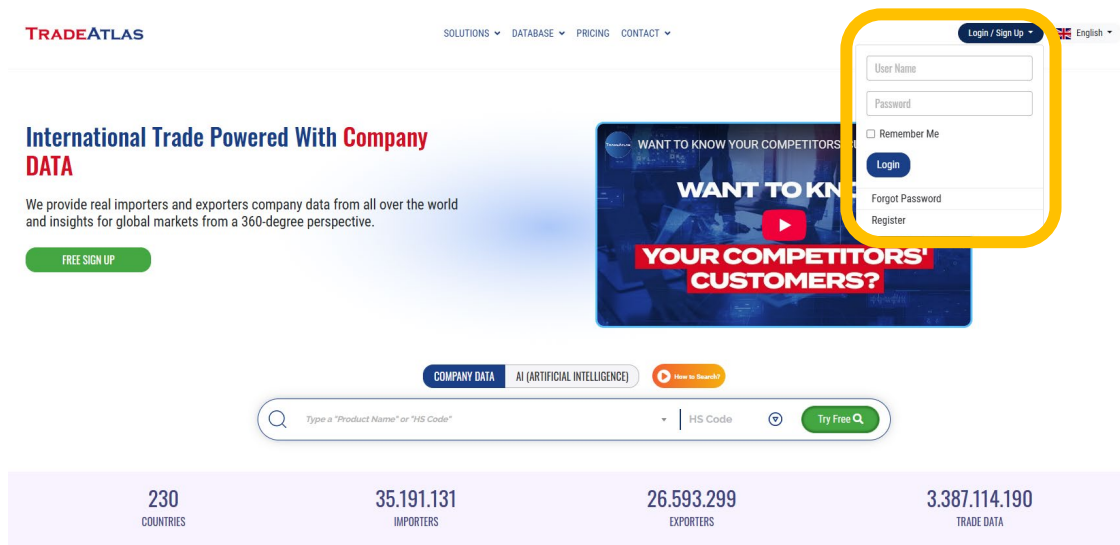 TRADEATLAS
SOLUTIONS DATABASE PRICING CONTACT
Login / Sign Up
English
User Name
Password
Remember Me
Login
Forgot Password
Register
International Trade Powered With Company
DATA
We provide real importers and exporters company data from all over the world
and insights for global markets from a 360-degree perspective.
FREE SIGN UP
WANT TO KNOW YOUR COMPETITORS
WANT TO KN
YOUR COMPETITORS'
CUSTOMERS?
COMPANY DATA
AI (ARTIFICIAL INTELLIGENCE)
How to Search?
Type a "Product Name" or "HS Code"
HS Code
Try Free
230
COUNTRIES
35.191.131
IMPORTERS
26.593.299
EXPORTERS
3.387.114.190
TRADE DATA